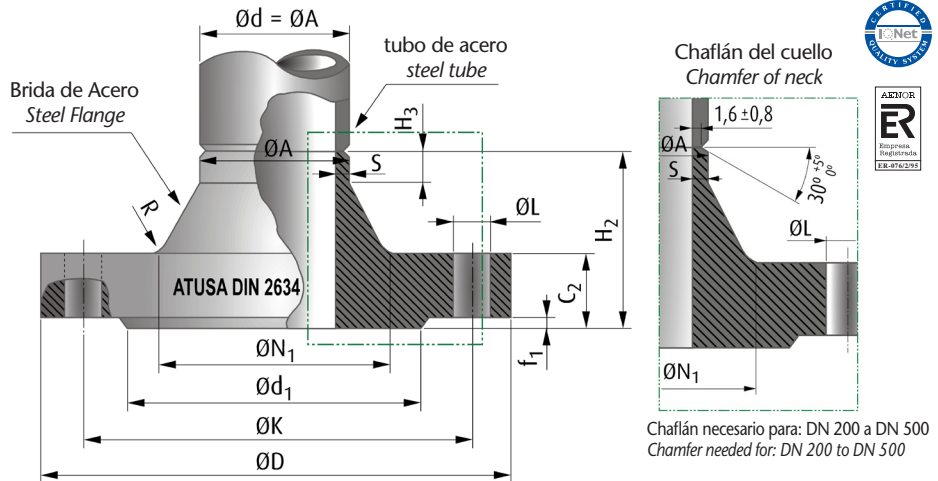 Ød = ØA
tubo de acero
steel tube
Brida de Acero
Steel Flange
H3
ØA
S
R
ØL
H2
C2
ATUSA DIN 2634
f1
ØN1
Ød1
ØK
ØD
Chaflán del cuello
Chamfer of neck
1,6 ±0,8
ØA
S
30º +5º
0º
ØL
ØN1
Chaflán necesario para: DN 200 a DN 500
Chamfer needed for: DN 200 to DN 500
CERTIFIED
IQNet
QUALITY SYSTEM
AENOR
ER
Empresa
Registrada
ER-076/2/95